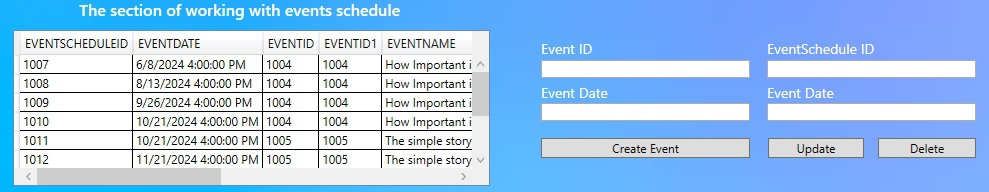 The section of working with events schedule
EVENTSCHEDULEID EVENTDATE EVENTID EVENTID1 EVENTNAME
1007 6/8/2024 4:00:00 PM 1004 1004 How Important i
1008 8/13/2024 4:00:00 PM 1004 1004 How Important i
1009 9/26/2024 4:00:00 PM 1004 1004 How Important i
1010 10/21/2024 4:00:00 PM 1004 1004 How Important i
1011 10/21/2024 4:00:00 PM 1005 1005 The simple story
1012 11/21/2024 4:00:00 PM 1005 1005 The simple story
Event ID EventSchedule ID
Event Date Event Date
Create Event Update Delete